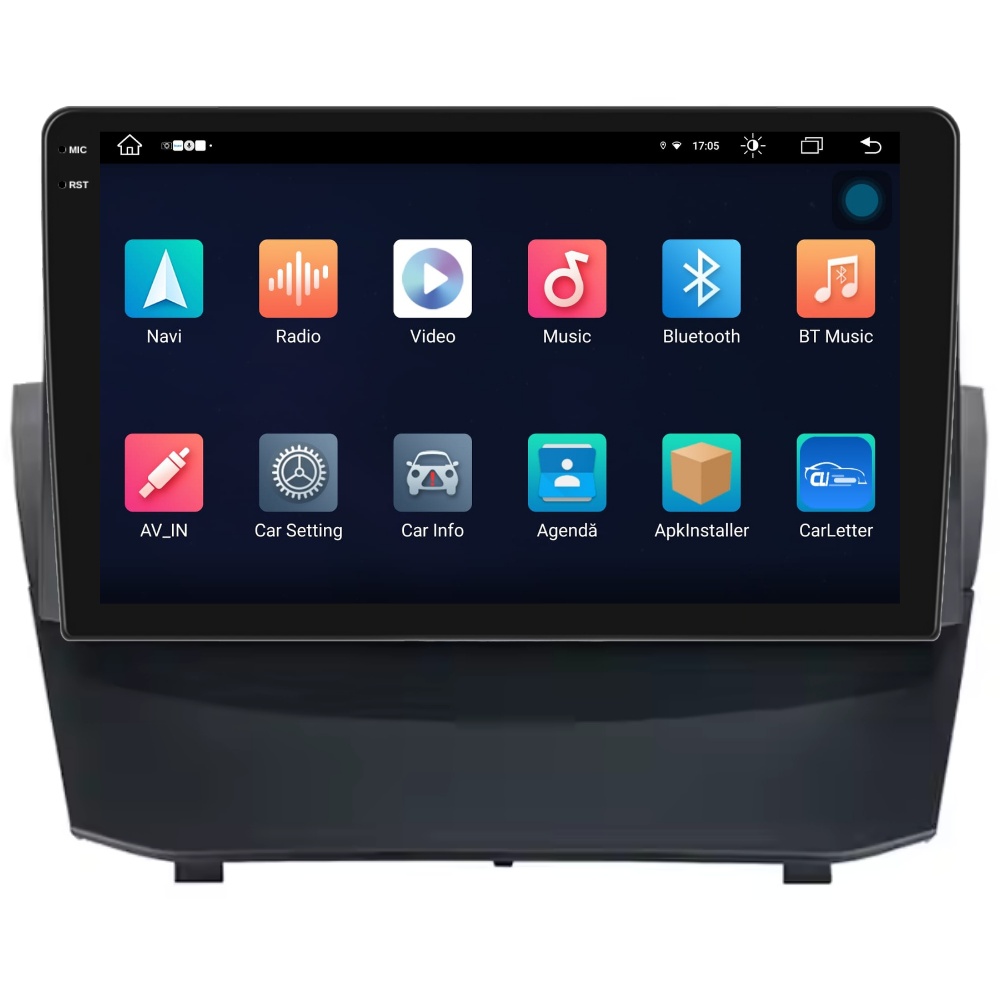 MIC
17:05
RST
Navi
Radio
Video
Music
Bluetooth
BT Music
AV_IN
Car Setting
Car Info
Agendă
ApkInstaller
CarLetter
CLI